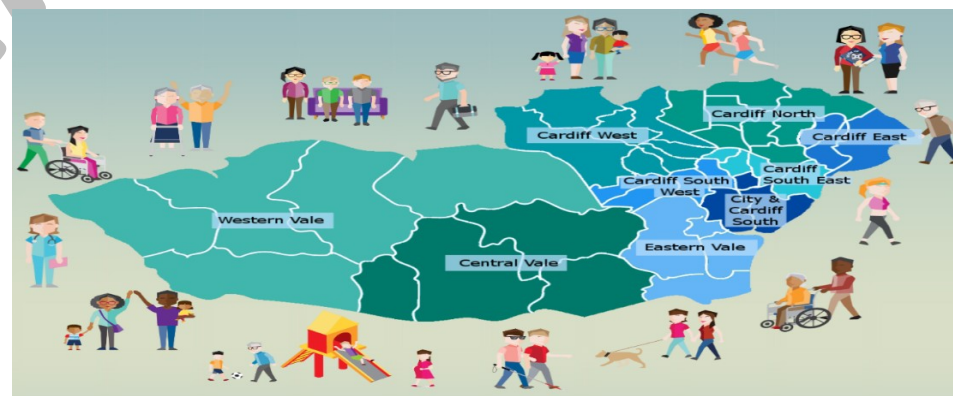 Cardiff North
Cardiff West
Cardiff East
Cardiff
South East
Cardiff South
West
City &
Cardiff
South
Western Vale
Eastern Vale
Central Vale